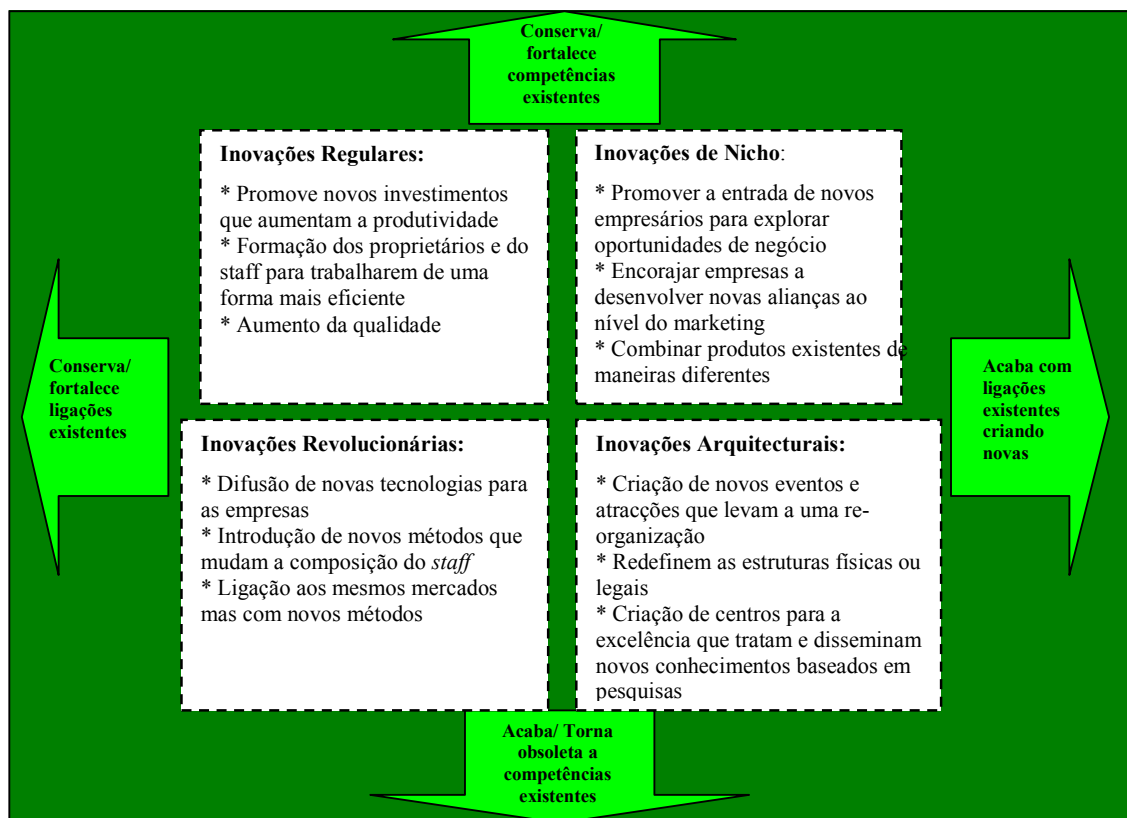 Conserva/
fortalece
competências
existentes
Inovações Regulares:
* Promove novos investimentos
que aumentam a produtividade
* Formação dos proprietários e do
staff para trabalharem de uma
forma mais eficiente
* Aumento da qualidade
Inovações de Nicho:
* Promover a entrada de novos
empresários para explorar
oportunidades de negócio
* Encorajar empresas a
desenvolver novas alianças ao
nível do marketing
* Combinar produtos existentes de
maneiras diferentes
Conserva/
fortalece
ligações
existentes
Acaba com
ligações
existentes
criando
novas
Inovações Revolucionárias:
* Difusão de novas tecnologias para
as empresas
* Introdução de novos métodos que
mudam a composição do staff
* Ligação aos mesmos mercados
mas com novos métodos
Inovações Arquitecturais:
* Criação de novos eventos e
atracções que levam a uma re-
organização
* Redefinem as estruturas físicas ou
legais
* Criação de centros para a
excelência que tratam e disseminam
novos conhecimentos baseados em
pesquisas
Acaba/ Torna
obsoleta a
competências
existentes